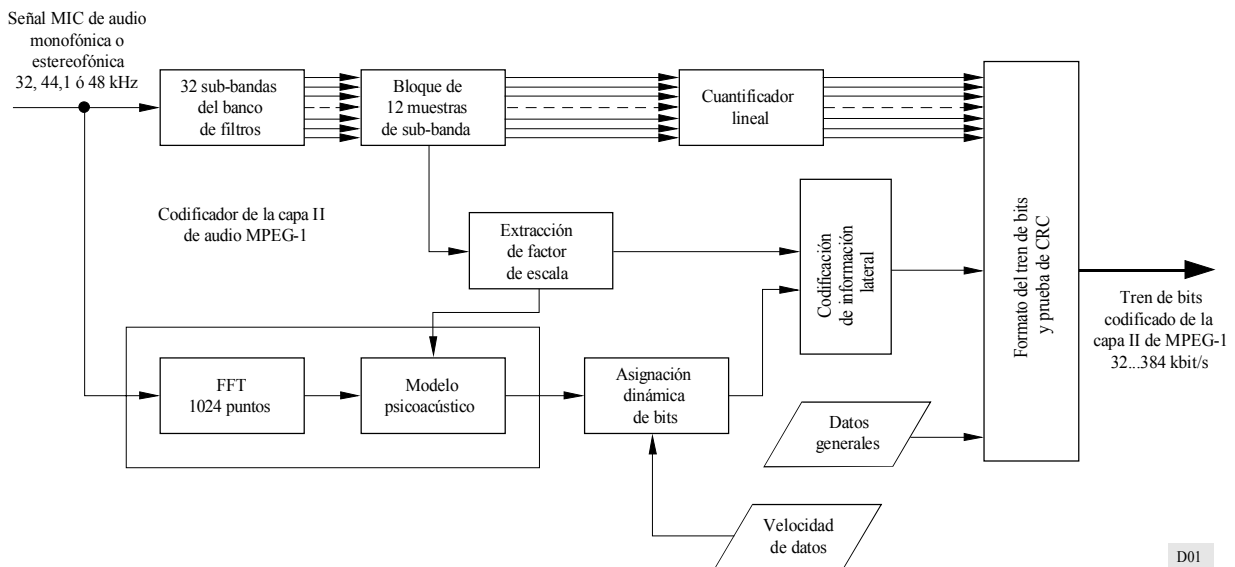 Señal MIC de audio
monofónica o
estereofónica
32, 44,1 ó 48 kHz
32 sub-bandas
del banco
de filtros
Bloque de
12 muestras
de sub-banda
Cuantificador
lineal
Codificador de la capa II
de audio MPEG-1
Extracción
de factor
de escala
Codificación
de información
lateral
Formato del tren de bits
y prueba de CRC
Tren de bits
codificado de la
capa II de MPEG-1
32...384 kbit/s
FFT
1024 puntos
Modelo
psicoacústico
Asignación
dinámica
de bits
Datos
generales
Velocidad
de datos
D01